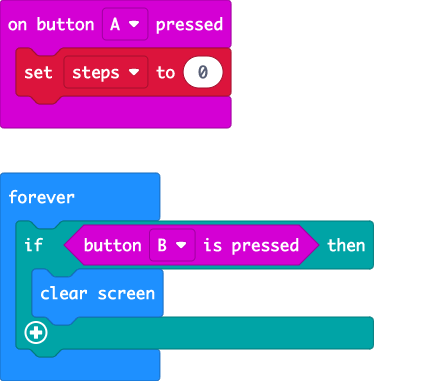 on button A pressed
set steps to 0
forever
if button B is pressed then
clear screen